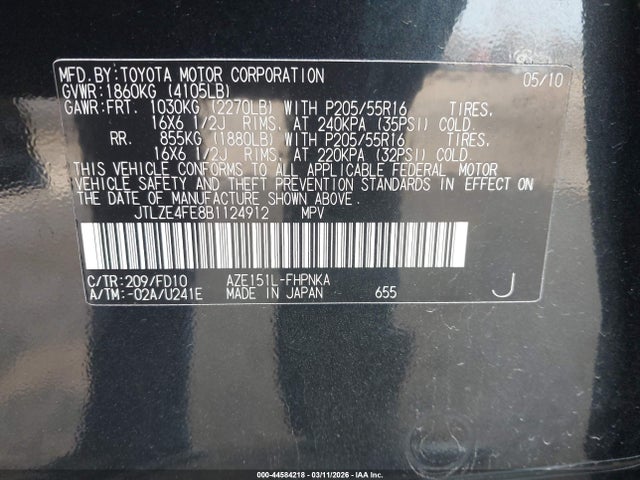 MFD.BY:TOYOTA MOTOR CORPORATION 05/10
GVWR:1860KG (4105LB)
GAWR:FRT. 1030KG (2270LB) WITH P205/55R16 TIRES,
16X6 1/2J RIMS, AT 240KPA (35PSI) COLD.
RR. 855KG (1880LB) WITH P205/55R16 TIRES,
16X6 1/2J RIMS, AT 220KPA (32PSI) COLD.
THIS VEHICLE CONFORMS TO ALL APPLICABLE FEDERAL MOTOR
VEHICLE SAFETY AND THEFT PREVENTION STANDARDS IN EFFECT ON
THE DATE OF MANUFACTURE SHOWN ABOVE.
JTLZE4FE8B1124912 MPV
C/TR:209/FD10 AZE151L-FHPNKA
A/TM:-02A/U241E MADE IN JAPAN 655 J
000-44584218 - 03/11/2026 - IAA Inc.